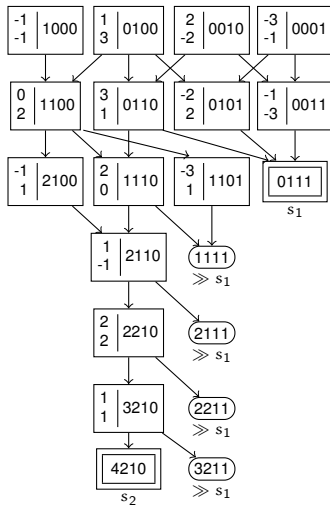 -1 -1 1000
1 3 0100
2 -2 0010
-3 -1 0001
0 2 1100
3 1 0110
-2 2 0101
-1 -3 0011
-1 1 2100
2 0 1110
-3 1 1101
0111
s₁
1 -1 2110
1111
≫ s₁
2 2 2210
2111
≫ s₁
1 1 3210
2211
≫ s₁
4210
s₂
3211
≫ s₁